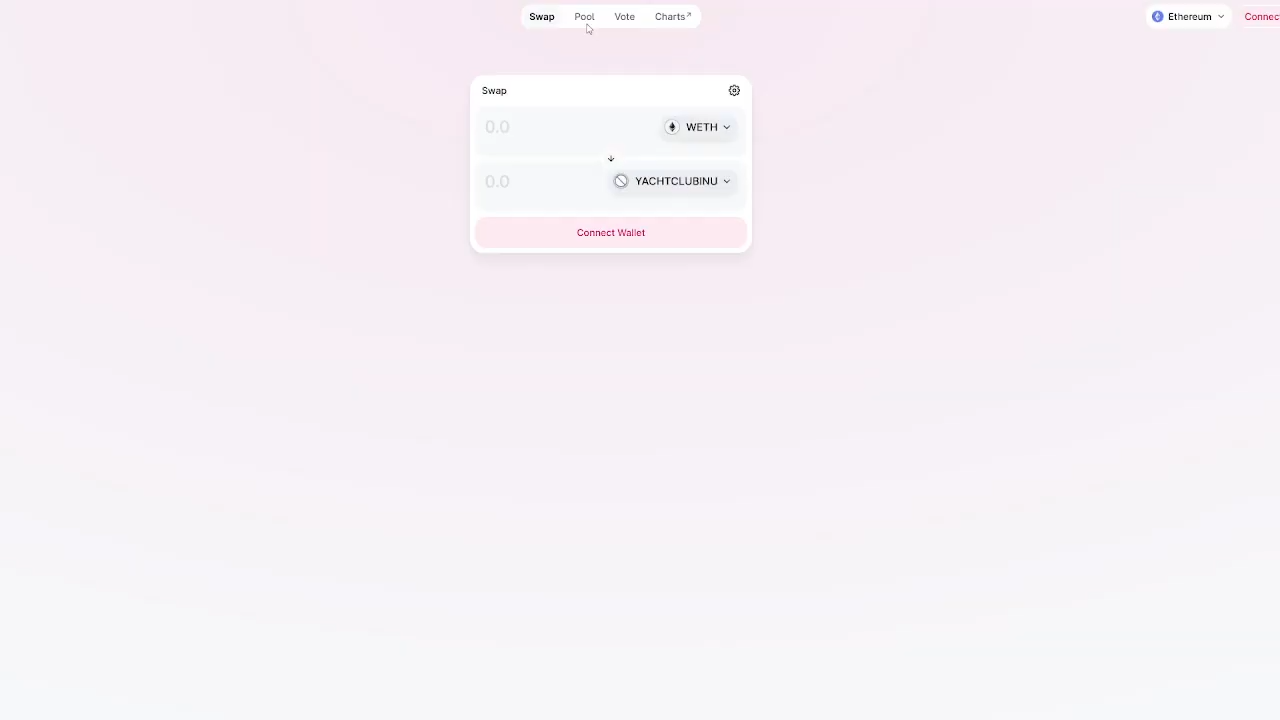 Swap Pool Vote Charts↗
Ethereum
Connec
Swap
0.0 WETH
0.0 YACHTCLUBINU
Connect Wallet